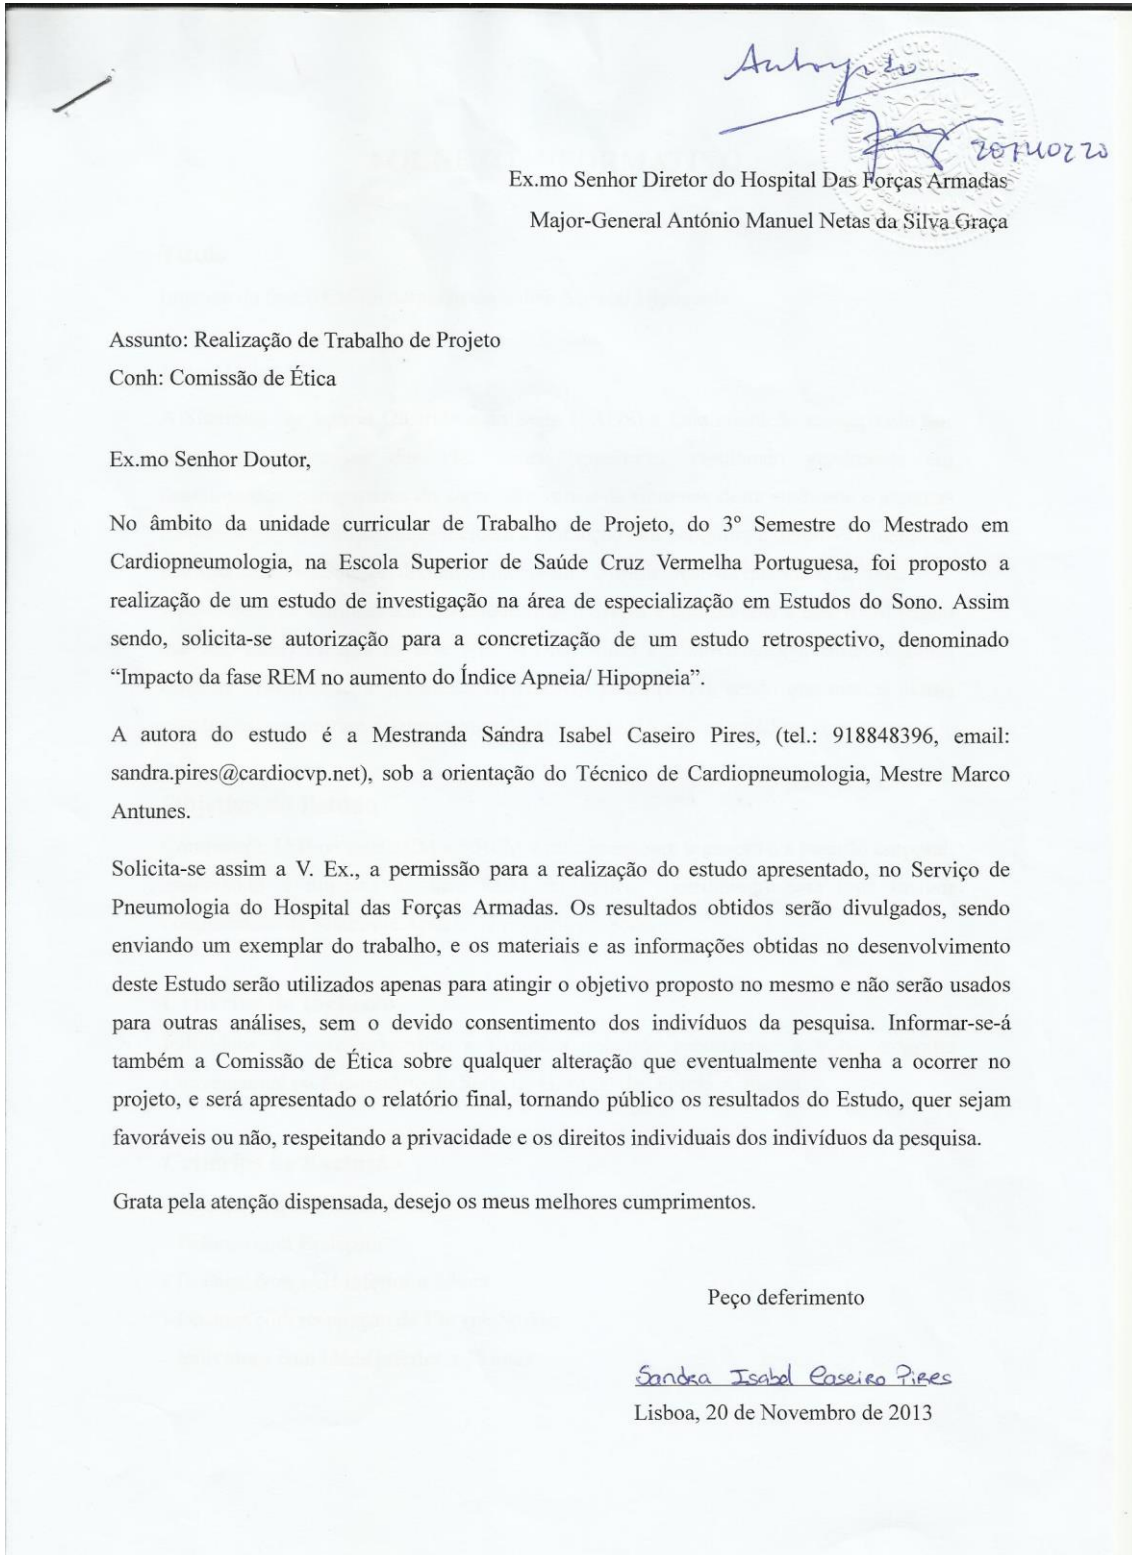 Autorizado
Ex.mo Senhor Diretor do Hospital Das Forças Armadas
Major-General António Manuel Netas da Silva Graça
Assunto: Realização de Trabalho de Projeto
Conh: Comissão de Ética
Ex.mo Senhor Doutor,
No âmbito da unidade curricular de Trabalho de Projeto, do 3º Semestre do Mestrado em
Cardiopneumologia, na Escola Superior de Saúde Cruz Vermelha Portuguesa, foi proposto a
realização de um estudo de investigação na área de especialização em Estudos do Sono. Assim
sendo, solicita-se autorização para a concretização de um estudo retrospectivo, denominado
“Impacto da fase REM no aumento do Índice Apneia/ Hipopneia”.
A autora do estudo é a Mestranda Sandra Isabel Caseiro Pires, (tel.: 918848396, email:
sandra.pires@cardiocvp.net), sob a orientação do Técnico de Cardiopneumologia, Mestre Marco
Antunes.
Solicita-se assim a V. Ex., a permissão para a realização do estudo apresentado, no Serviço de
Pneumologia do Hospital das Forças Armadas. Os resultados obtidos serão divulgados, sendo
enviando um exemplar do trabalho, e os materiais e as informações obtidas no desenvolvimento
deste Estudo serão utilizados apenas para atingir o objetivo proposto no mesmo e não serão usados
para outras análises, sem o devido consentimento dos indivíduos da pesquisa. Informar-se-á
também a Comissão de Ética sobre qualquer alteração que eventualmente venha a ocorrer no
projeto, e será apresentado o relatório final, tornando público os resultados do Estudo, quer sejam
favoráveis ou não, respeitando a privacidade e os direitos individuais dos indivíduos da pesquisa.
Grata pela atenção dispensada, desejo os meus melhores cumprimentos.
Peço deferimento
Sandra Isabel Caseiro Pires
Lisboa, 20 de Novembro de 2013